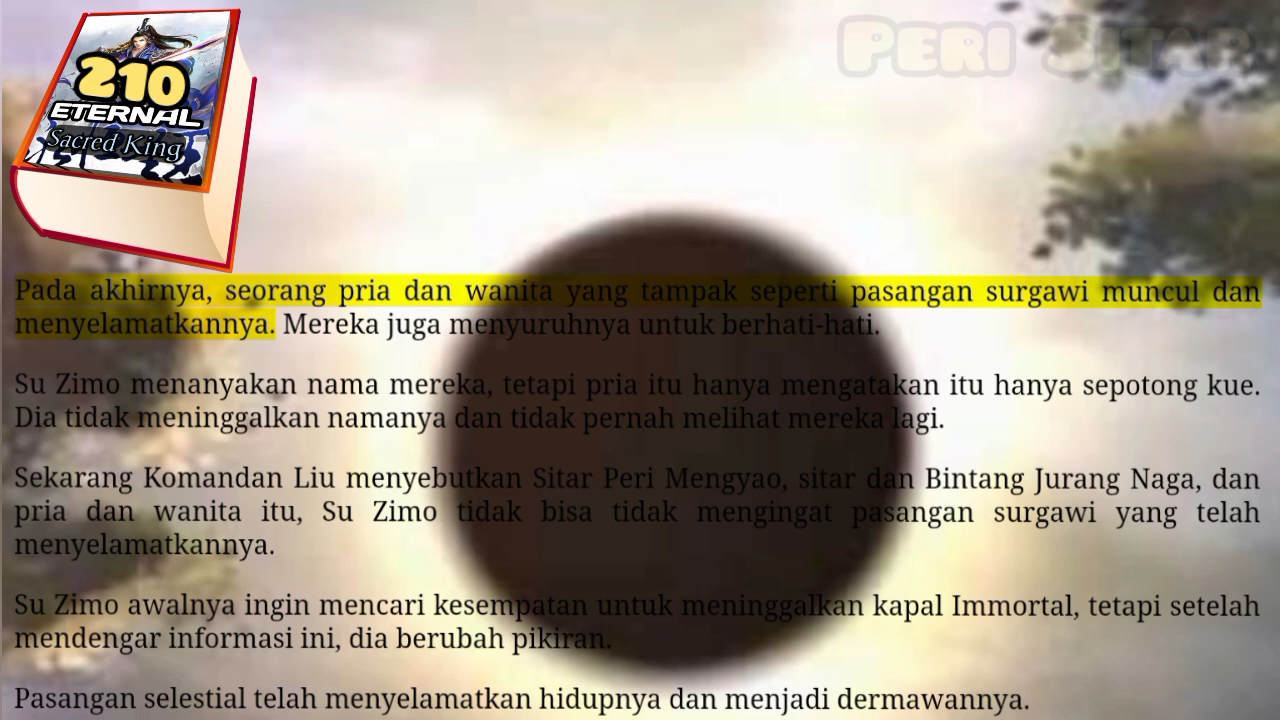 210
ETERNAL
Sacred King
Peri Sitar
Pada akhirnya, seorang pria dan wanita yang tampak seperti pasangan surgawi muncul dan
menyelamatkannya. Mereka juga menyuruhnya untuk berhati-hati.
Su Zimo menanyakan nama mereka, tetapi pria itu hanya mengatakan itu hanya sepotong kue.
Dia tidak meninggalkan namanya dan tidak pernah melihat mereka lagi.
Sekarang Komandan Liu menyebutkan Sitar Peri Mengyao, sitar dan Bintang Jurang Naga, dan
pria dan wanita itu, Su Zimo tidak bisa tidak mengingat pasangan surgawi yang telah
menyelamatkannya.
Su Zimo awalnya ingin mencari kesempatan untuk meninggalkan kapal Immortal, tetapi setelah
mendengar informasi ini, dia berubah pikiran.
Pasangan selestial telah menyelamatkan hidupnya dan menjadi dermawannya.